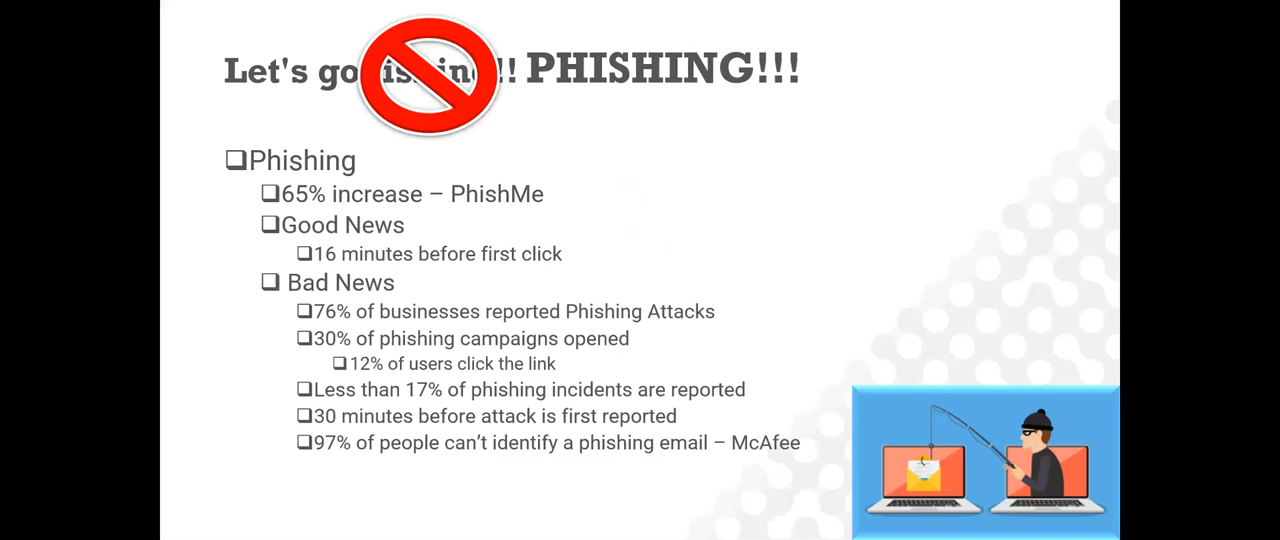 Let's go !! PHISHING!!!
Phishing
65% increase – PhishMe
Good News
16 minutes before first click
Bad News
76% of businesses reported Phishing Attacks
30% of phishing campaigns opened
12% of users click the link
Less than 17% of phishing incidents are reported
30 minutes before attack is first reported
97% of people can't identify a phishing email – McAfee